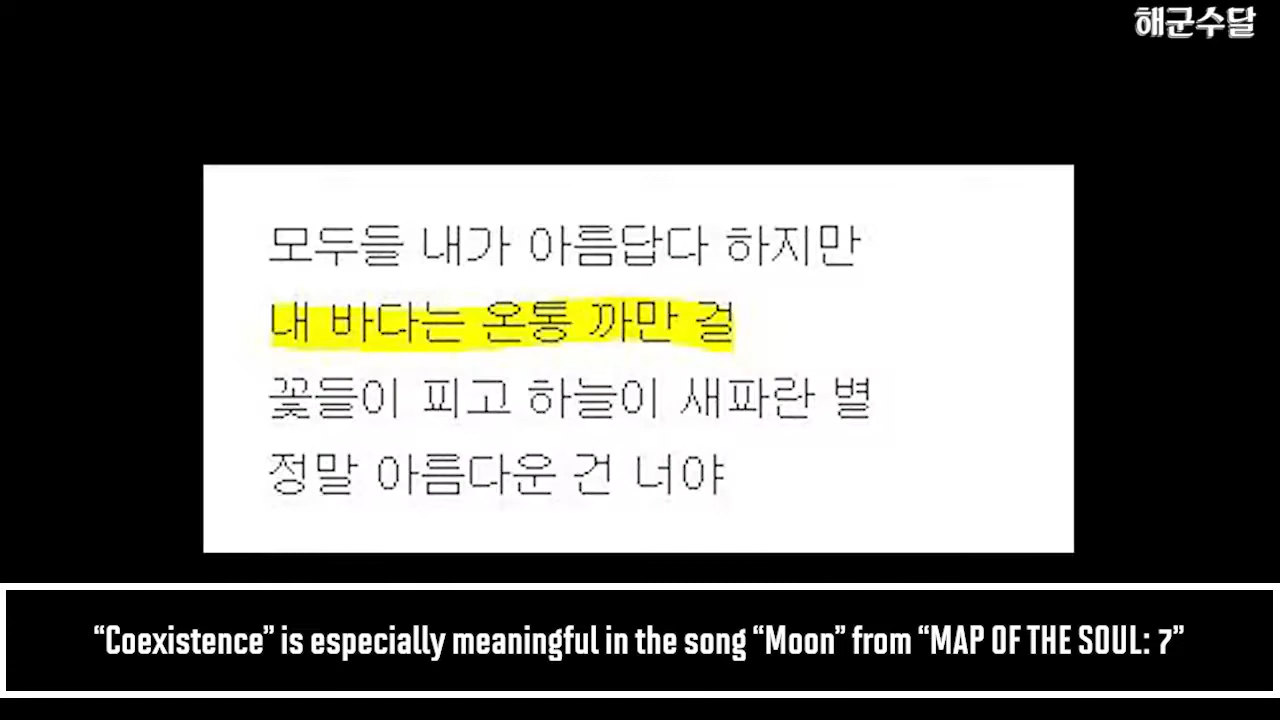 해군수달
모두들 내가 아름답다 하지만
내 바다는 온통 까만 걸
꽃들이 피고 하늘이 새파란 별
정말 아름다운 건 너야
“Coexistence” is especially meaningful in the song “Moon” from “MAP OF THE SOUL: 7”